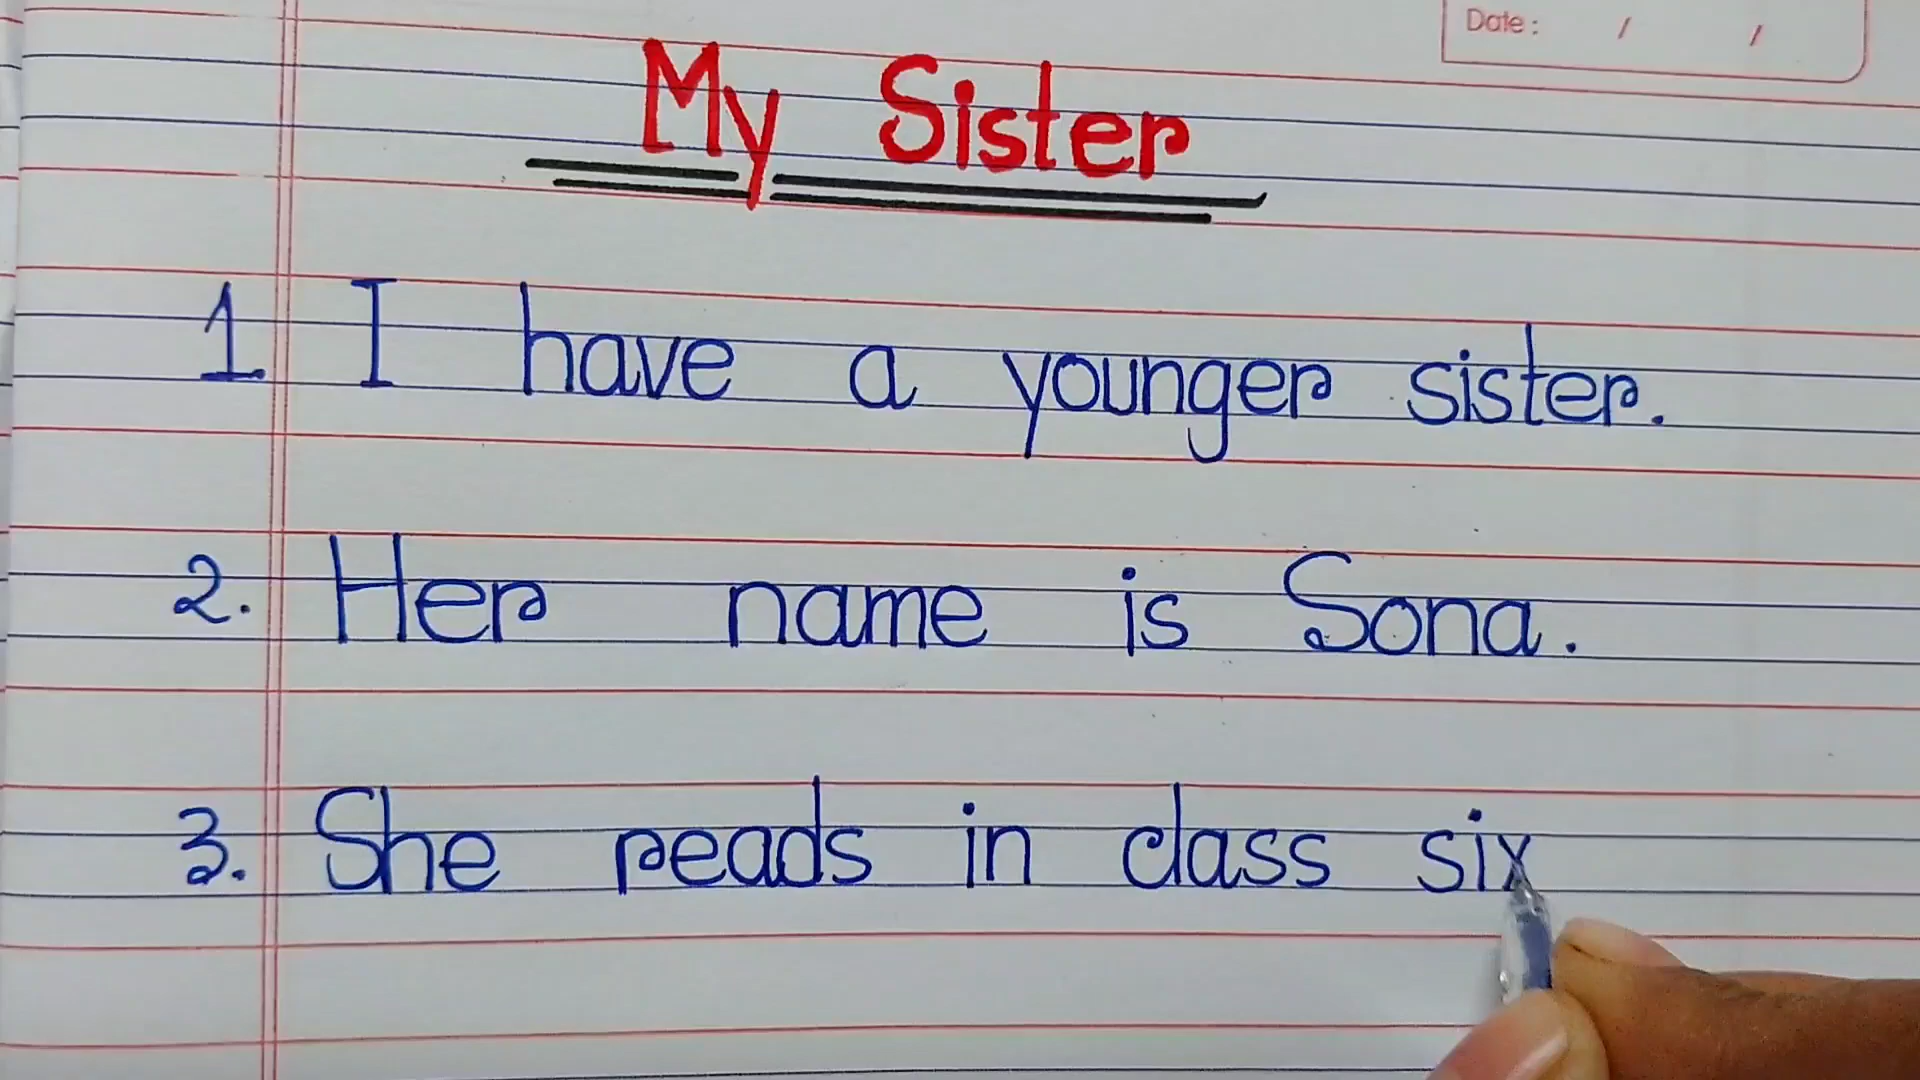 Date: / /
My Sister
1. I have a younger sister.
2. Her name is Sona.
3. She reads in class six